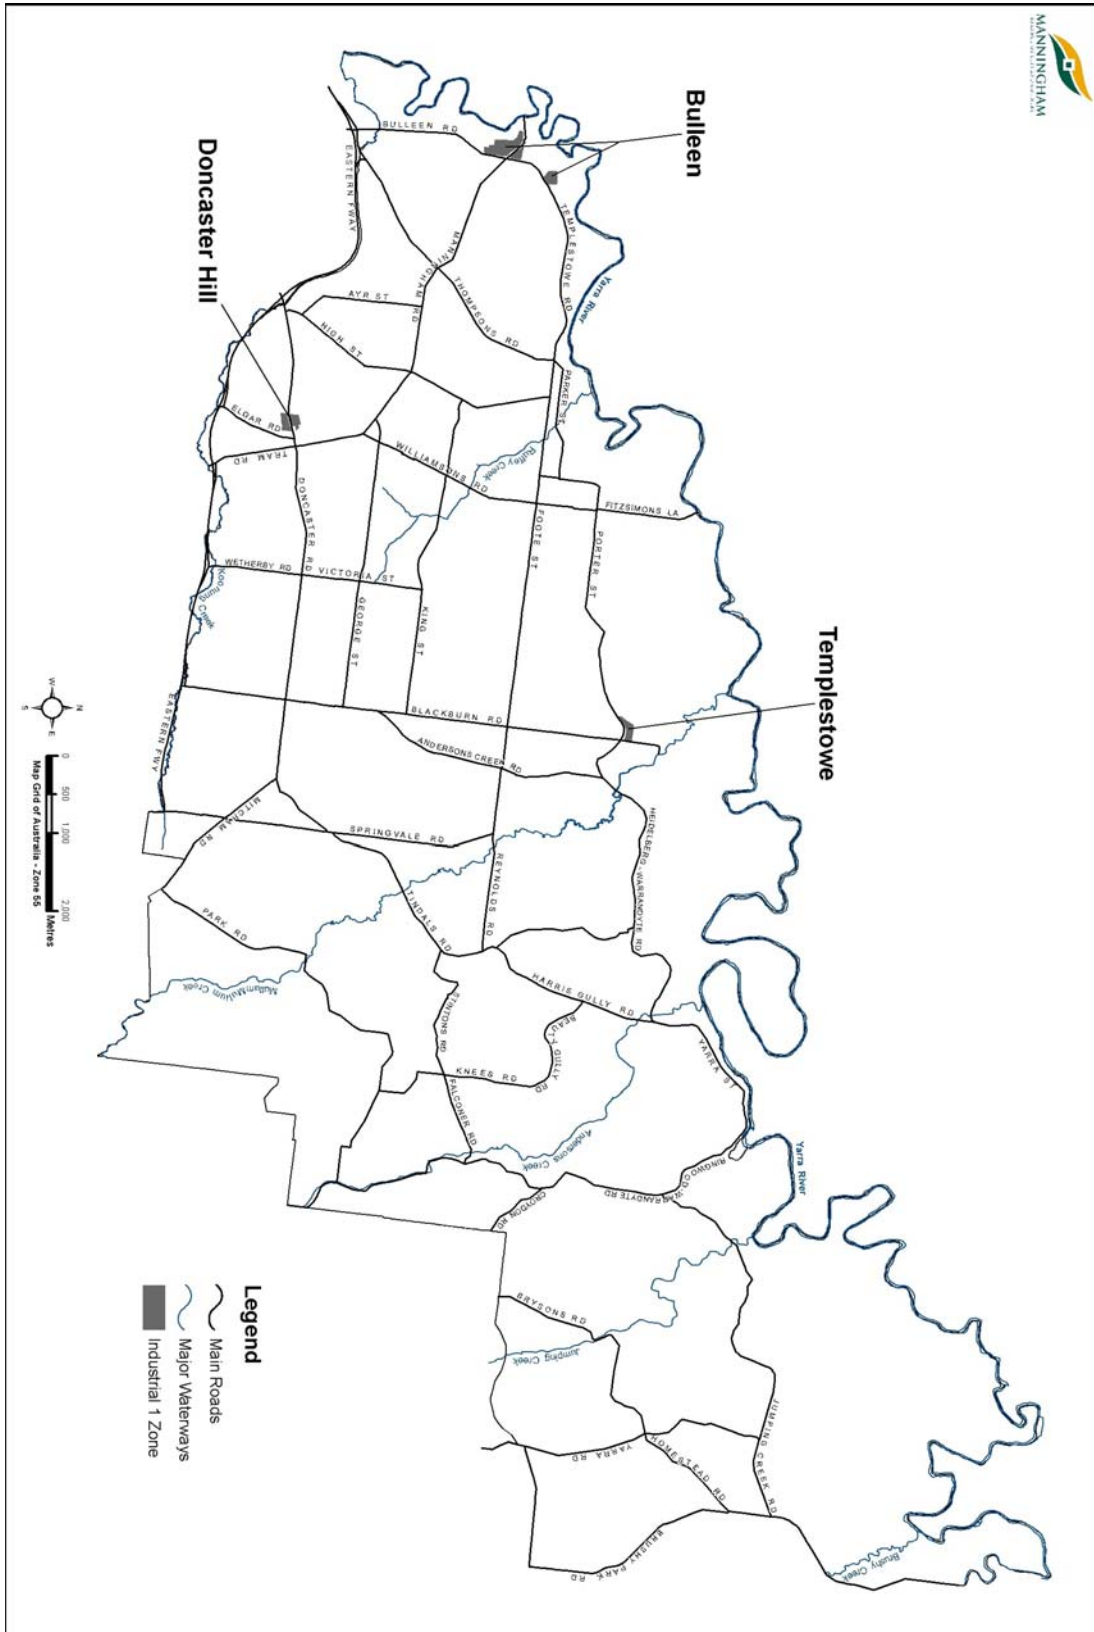 MANNINGHAM
Bulleen
Doncaster Hill
Templestowe
BULLEEN RD
EASTERN FWAY
MANNINGHAM RD
TEMPLESTOWE RD
THOMPSONS RD
Yarra River
AYR ST
HIGH ST
PARKER ST
ELGAR RD
TRAM RD
WILLIAMSONS RD
Ruffey Creek
DONCASTER RD
FOOTE ST
FITZSIMONS LA
PORTER ST
WETHERBY RD
VICTORIA ST
Koonung Creek
GEORGE ST
KING ST
BLACKBURN RD
ANDERSONS CREEK RD
EASTERN FWY
MITCHAM RD
SPRINGVALE RD
REYNOLDS RD
HEIDELBERG-WARRANDYTE RD
PARK RD
TINDALS RD
MullumMullum Creek
STINTONS RD
HARRIS GULLY RD
BEAUTY GULLY RD
KNEES RD
FALCONER RD
YARRA ST
Andersons Creek
RINGWOOD-WARRANDYTE RD
CROYDON RD
Yarra River
BRYSONS RD
Jumping Creek
JUMPING CREEK RD
HOMESTEAD RD
YARRA RD
BRUSHY PARK RD
Brushy Creek
N
W
E
S
0 500 1,000 2,000
Metres
Map Grid of Australia - Zone 55
Legend
Main Roads
Major Waterways
Industrial 1 Zone